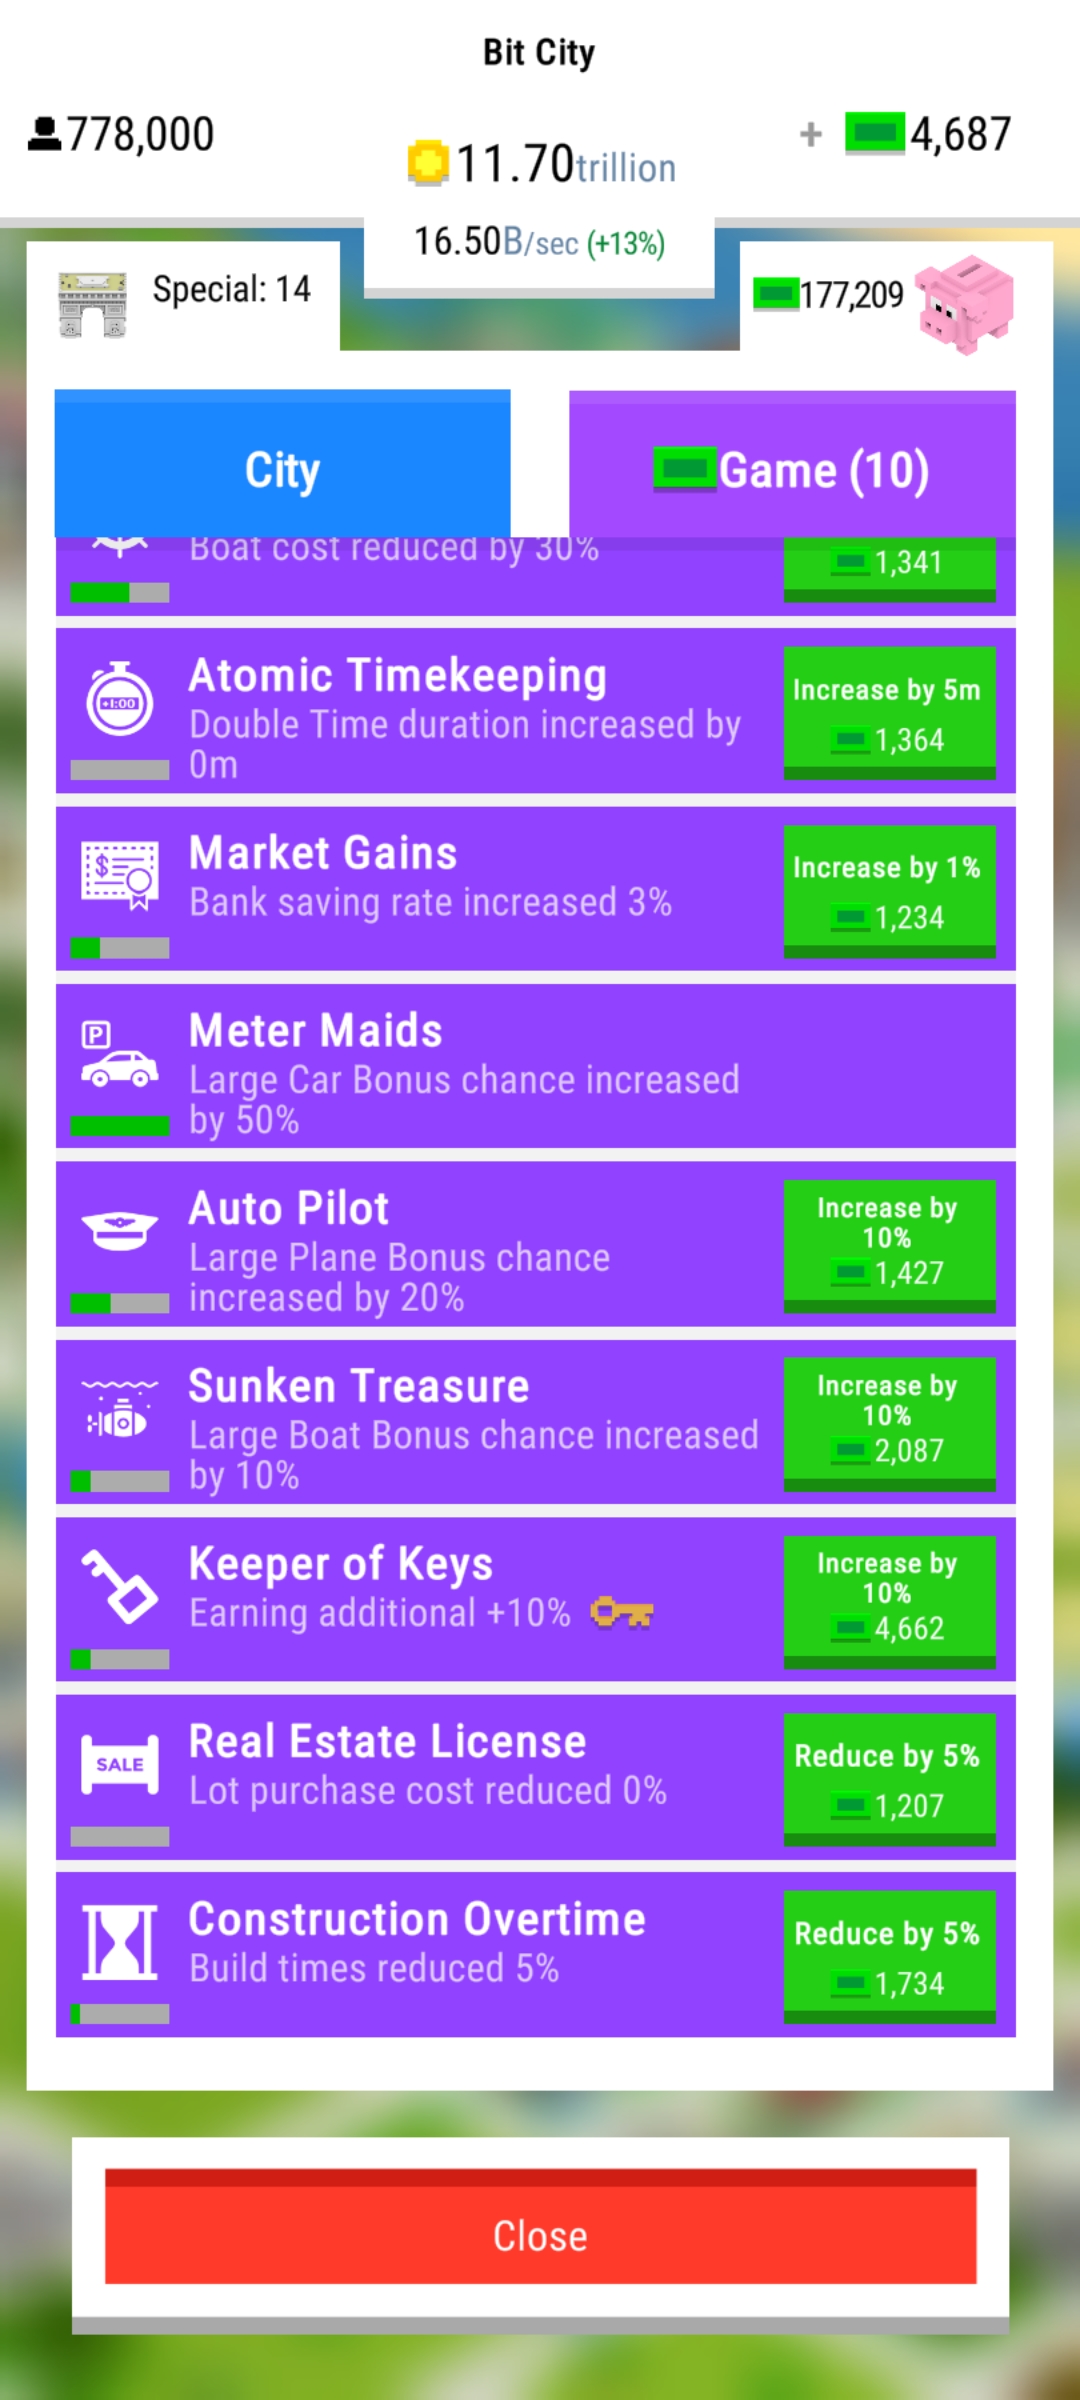 Bit City
778,000
11.70 trillion
+ 4,687
16.50B/sec (+13%)
Special: 14
177,209
City
Game (10)
Boat cost reduced by 30%
1,341
Atomic Timekeeping
Double Time duration increased by
0m
Increase by 5m
1,364
Market Gains
Bank saving rate increased 3%
Increase by 1%
1,234
Meter Maids
Large Car Bonus chance increased
by 50%
Auto Pilot
Large Plane Bonus chance
increased by 20%
Increase by
10%
1,427
Sunken Treasure
Large Boat Bonus chance increased
by 10%
Increase by
10%
2,087
Keeper of Keys
Earning additional +10%
Increase by
10%
4,662
SALE
Real Estate License
Lot purchase cost reduced 0%
Reduce by 5%
1,207
Construction Overtime
Build times reduced 5%
Reduce by 5%
1,734
Close